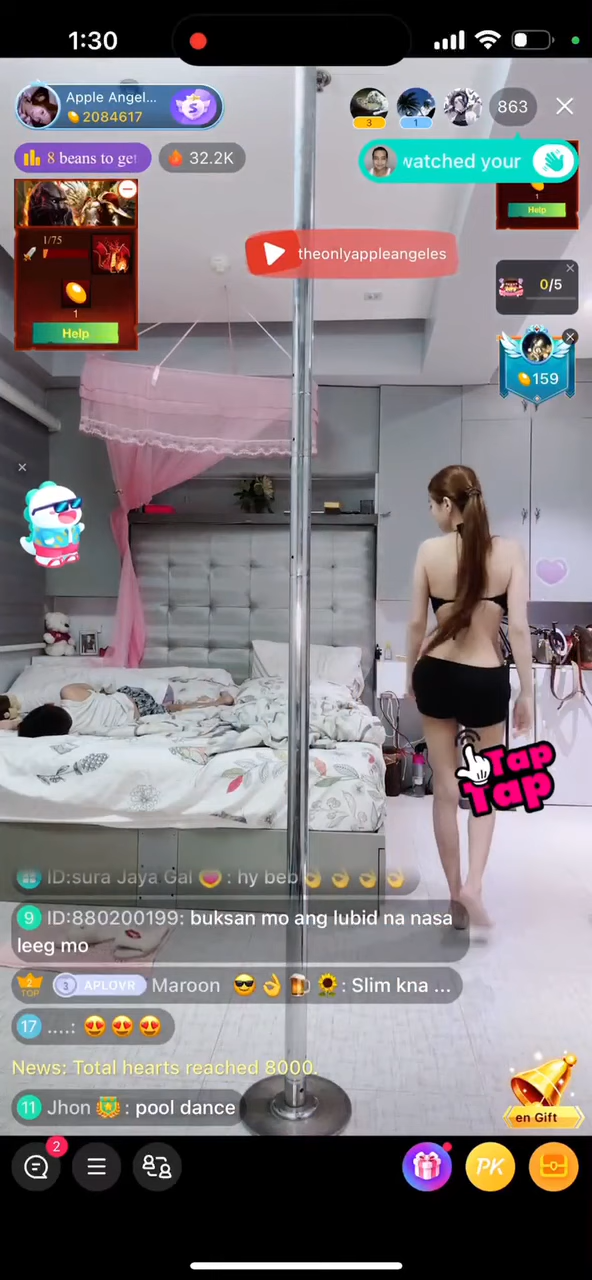 1:30
Apple Angel...
S
2084617
3
1
863
8 beans to get
32.2K
watched your
1
Help
1/75
theonlyappleangeles
0/5
1
159
Help
Tap
Tap
ID:sura Jaya Gal 💗: hy beb👌👌👌👌
9 ID:880200199: buksan mo ang lubid na nasa
leeg mo
TOP 3 APLOVR Maroon 😎👌🍺🌻: Slim kna ...
17 ....: 😍😍😍
News: Total hearts reached 8000.
en Gift
11 Jhon : pool dance
2
PK